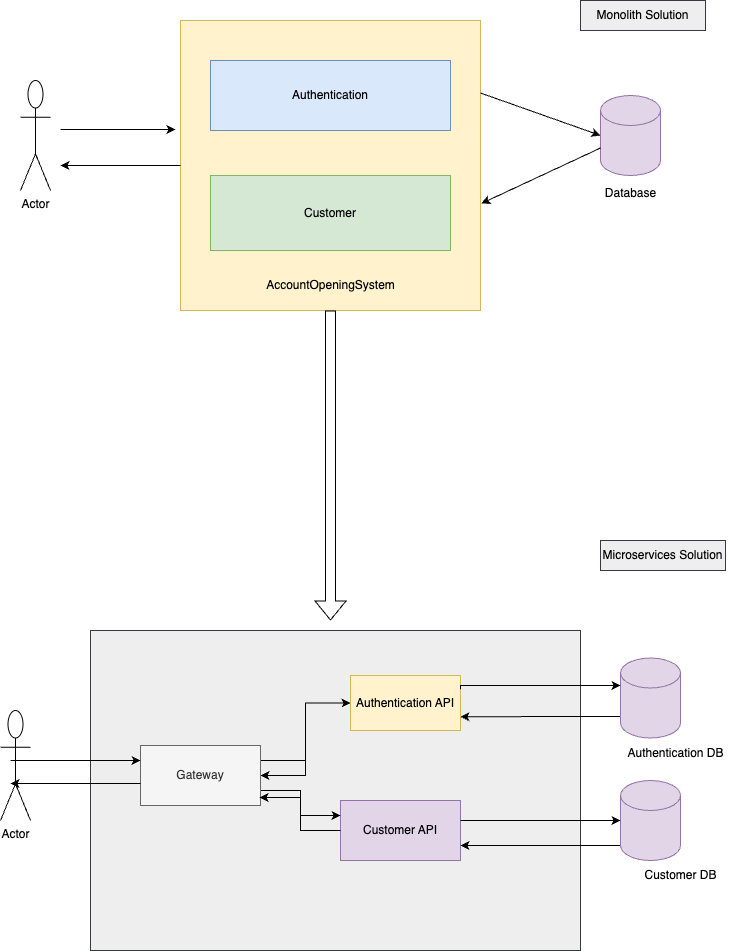 Monolith Solution
Authentication
Database
Actor
Customer
AccountOpeningSystem
Microservices Solution
Authentication API
Authentication DB
Gateway
Actor
Customer API
Customer DB